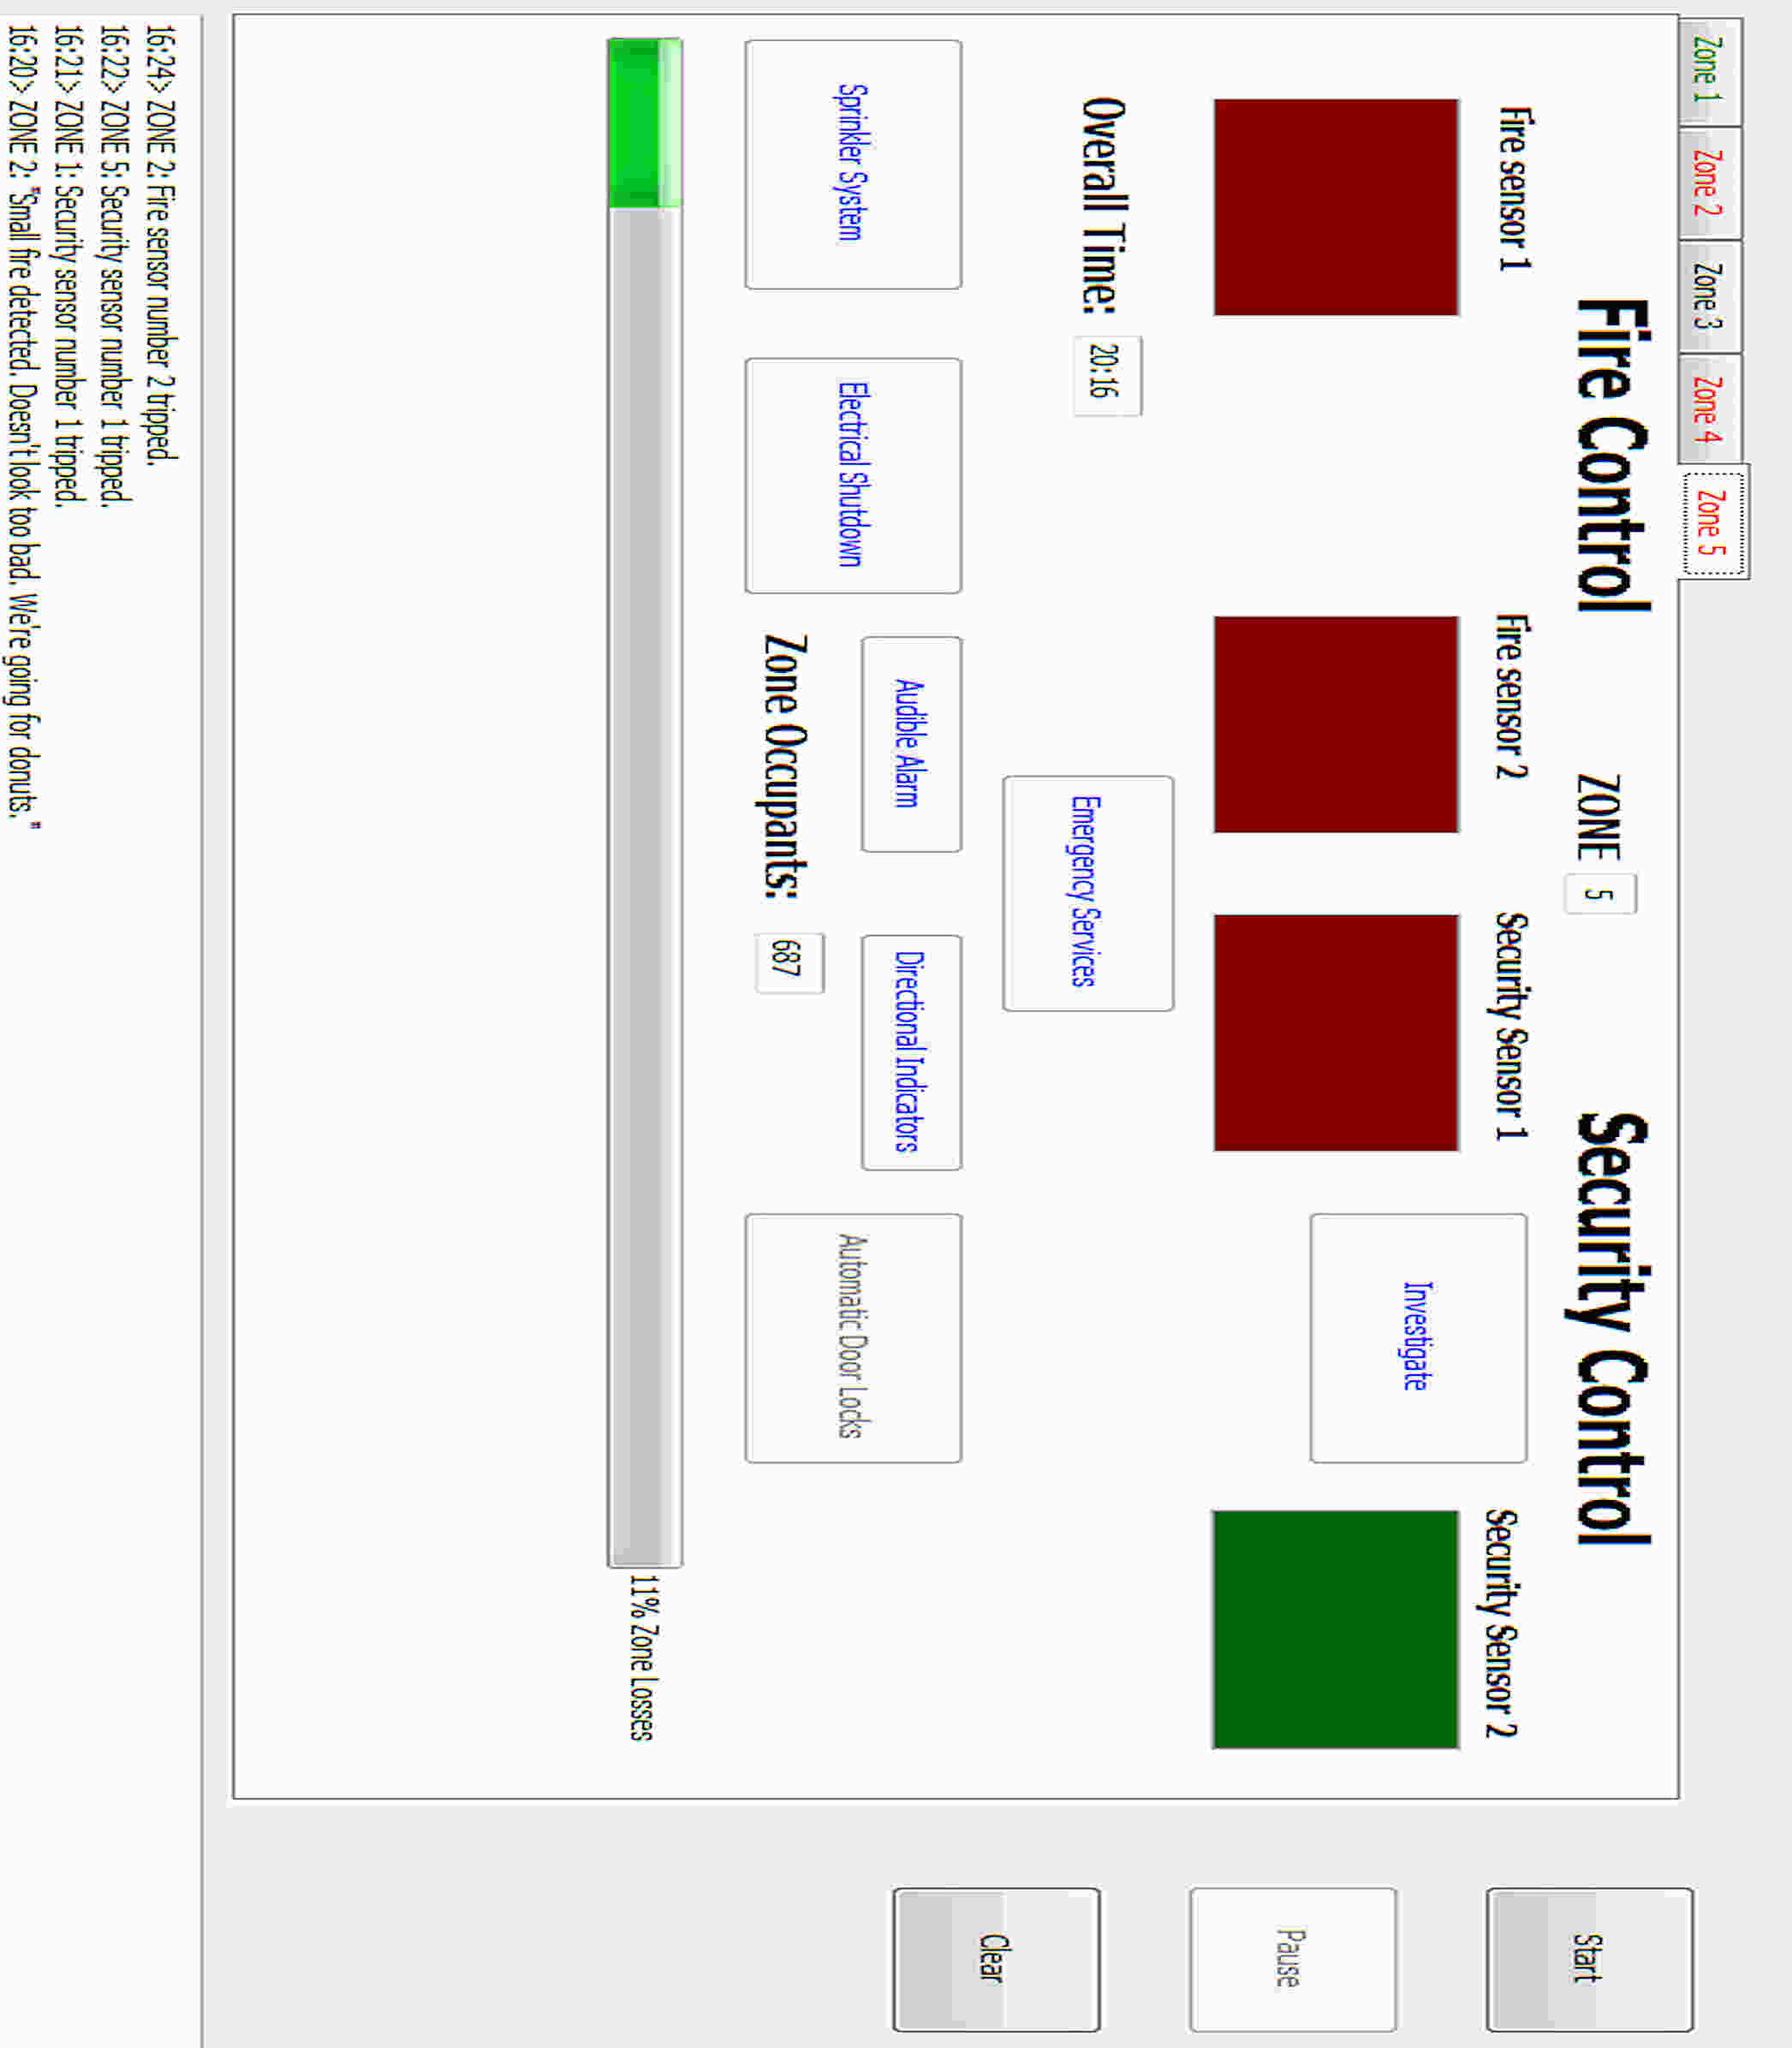 Zone 1 Zone 2 Zone 3 Zone 4 Zone 5
Fire Control ZONE 5 Security Control
Start
Fire sensor 1 Fire sensor 2 Security Sensor 1 Security Sensor 2
Investigate
Pause
Overall Time: 20:16
Emergency Services
Clear
Sprinkler System Electrical Shutdown Audible Alarm Directional Indicators Automatic Door Locks
Zone Occupants: 687
11% Zone Losses
16:24> ZONE 2: Fire sensor number 2 tripped.
16:22> ZONE 5: Security sensor number 1 tripped.
16:21> ZONE 1: Security sensor number 1 tripped.
16:20> ZONE 2: "Small fire detected. Doesn't look too bad. We're going for donuts. "